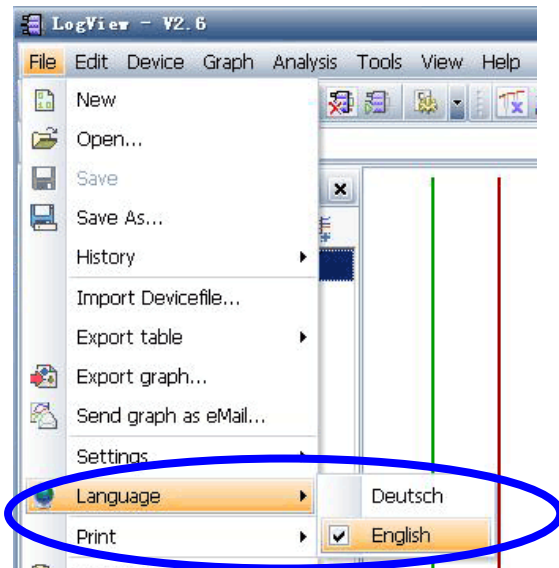 LogView - V2.6
File Edit Device Graph Analysis Tools View Help
New
Open...
Save
Save As...
History
Import Devicefile...
Export table
Export graph...
Send graph as eMail...
Settings
Language
Deutsch
English
Print